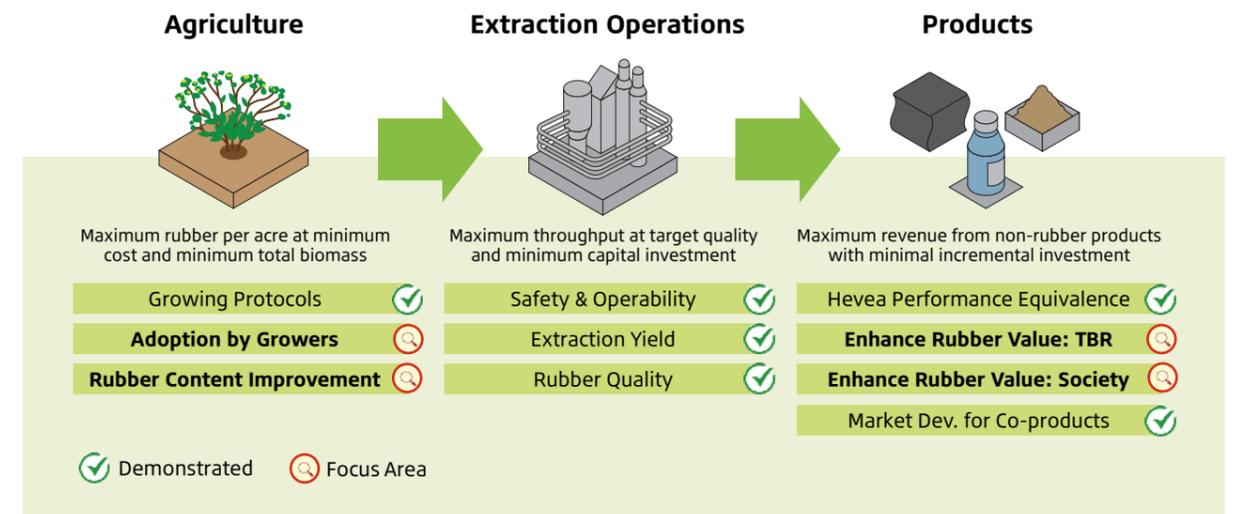 Agriculture
Maximum rubber per acre at minimum
cost and minimum total biomass
Growing Protocols
Adoption by Growers
Rubber Content Improvement
Extraction Operations
Maximum throughput at target quality
and minimum capital investment
Safety & Operability
Extraction Yield
Rubber Quality
Products
Maximum revenue from non-rubber products
with minimal incremental investment
Hevea Performance Equivalence
Enhance Rubber Value: TBR
Enhance Rubber Value: Society
Market Dev. for Co-products
Demonstrated
Focus Area